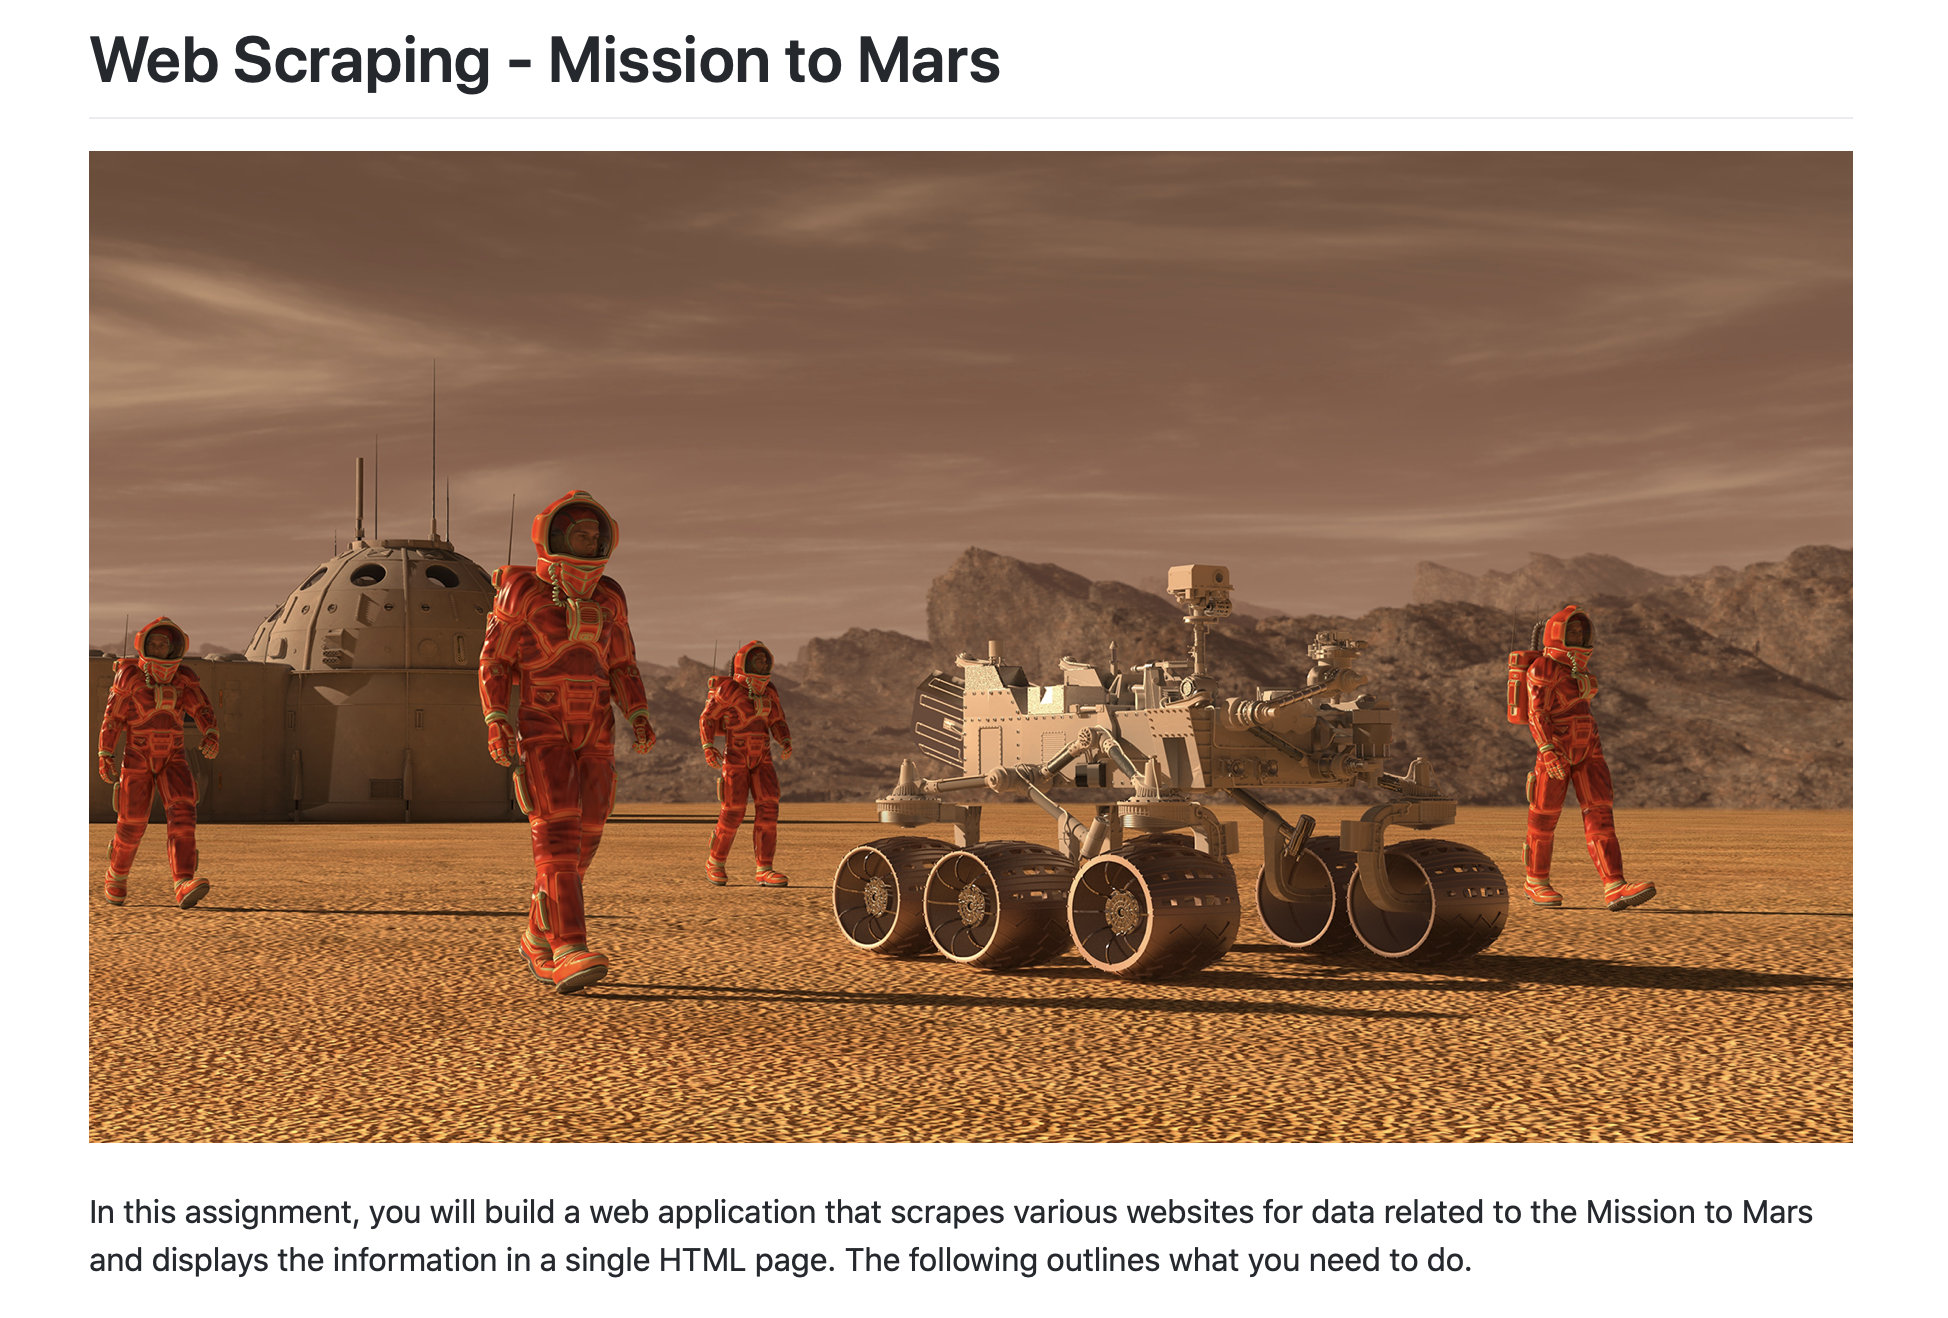 Web Scraping - Mission to Mars
In this assignment, you will build a web application that scrapes various websites for data related to the Mission to Mars
and displays the information in a single HTML page. The following outlines what you need to do.